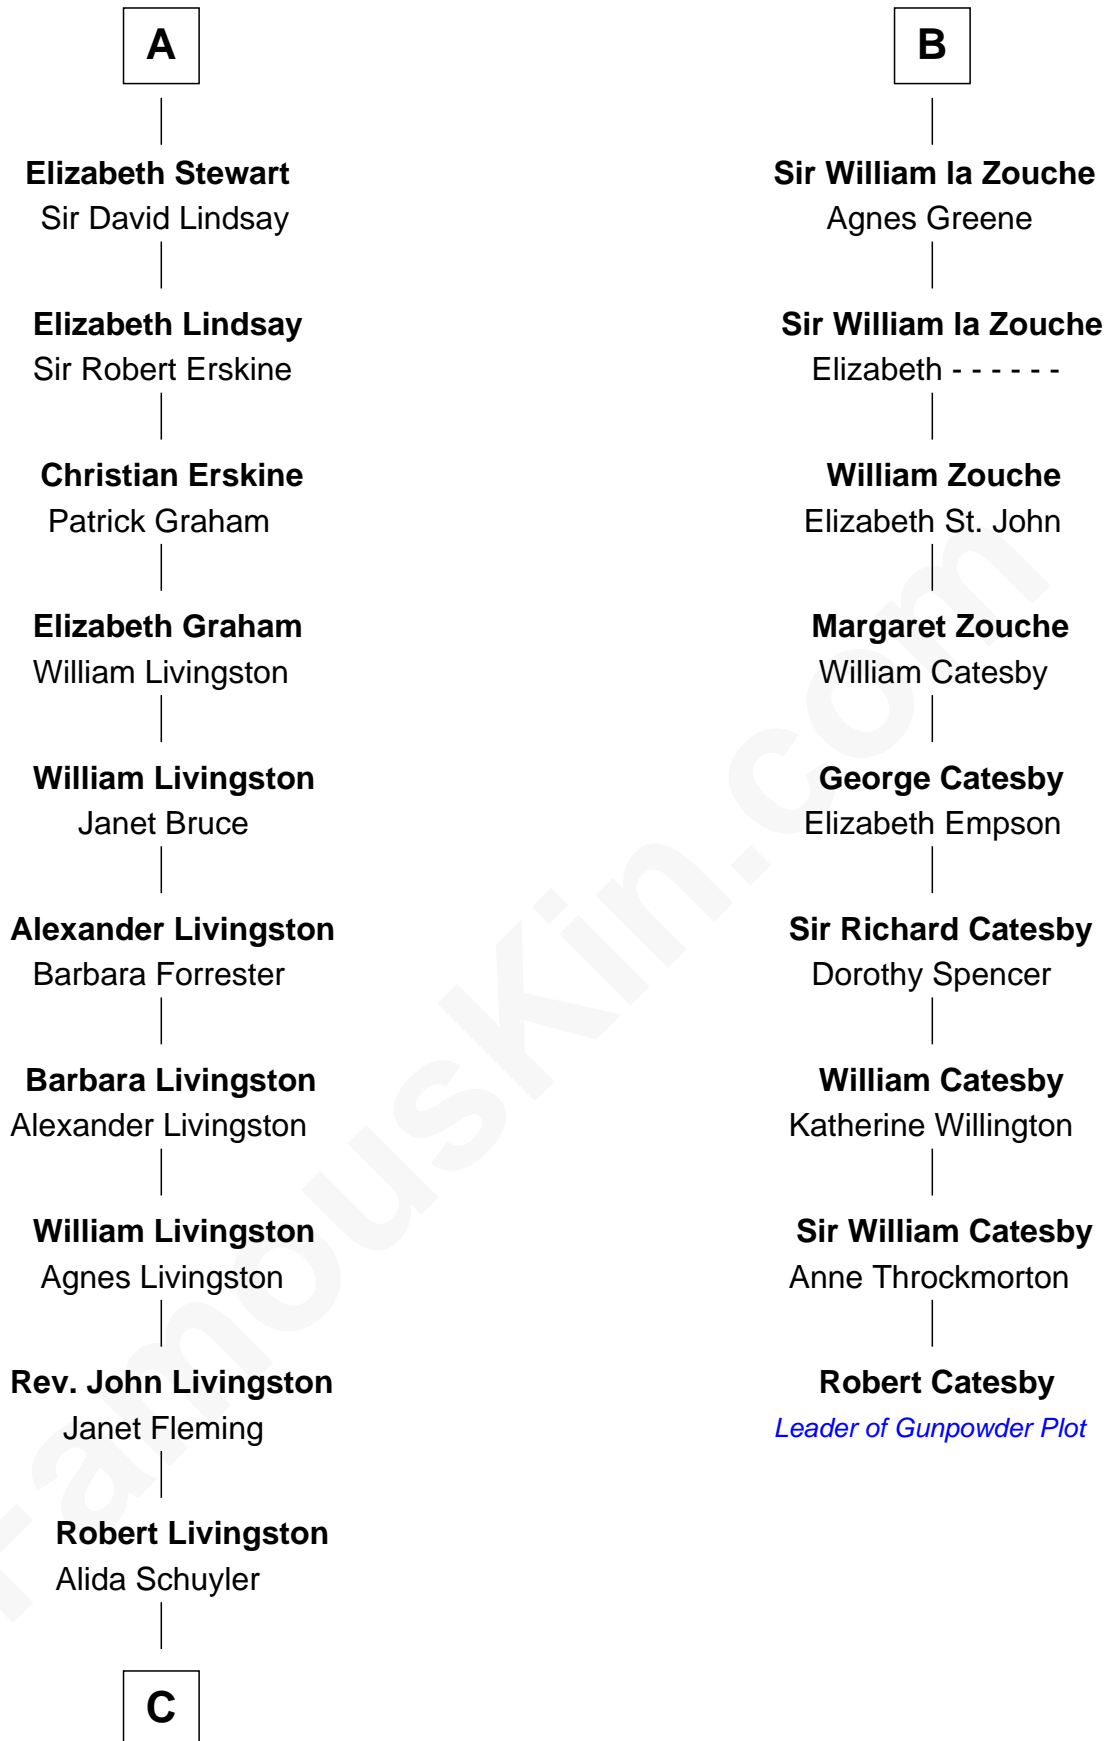 A
Elizabeth Stewart
Sir David Lindsay
Elizabeth Lindsay
Sir Robert Erskine
Christian Erskine
Patrick Graham
Elizabeth Graham
William Livingston
William Livingston
Janet Bruce
Alexander Livingston
Barbara Forrester
Barbara Livingston
Alexander Livingston
William Livingston
Agnes Livingston
Rev. John Livingston
Janet Fleming
Robert Livingston
Alida Schuyler
C
B
Sir William la Zouche
Agnes Greene
Sir William la Zouche
Elizabeth - - - - - -
William Zouche
Elizabeth St. John
Margaret Zouche
William Catesby
George Catesby
Elizabeth Empson
Sir Richard Catesby
Dorothy Spencer
William Catesby
Katherine Willington
Sir William Catesby
Anne Throckmorton
Robert Catesby
Leader of Gunpowder Plot
FamousKin.com